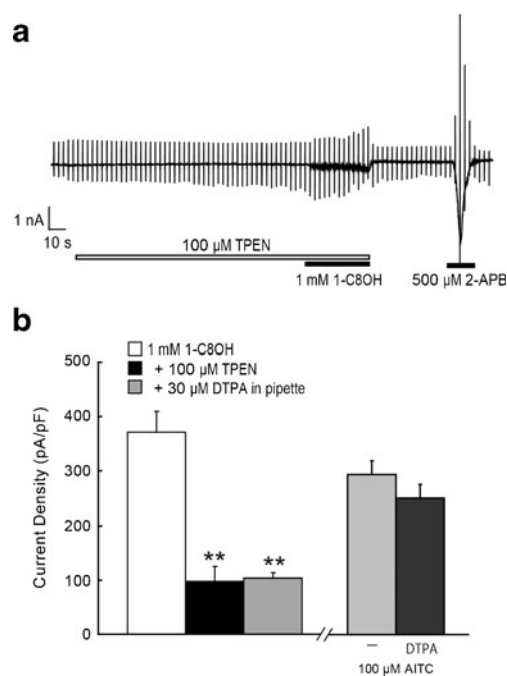 a
1 nA
10 s
100 µM TPEN
1 mM 1-C8OH
500 µM 2-APB
b
1 mM 1-C8OH
+ 100 µM TPEN
+ 30 µM DTPA in pipette
Current Density (pA/pF)
500
400
300
200
100
0
**
**
–
DTPA
100 µM AITC